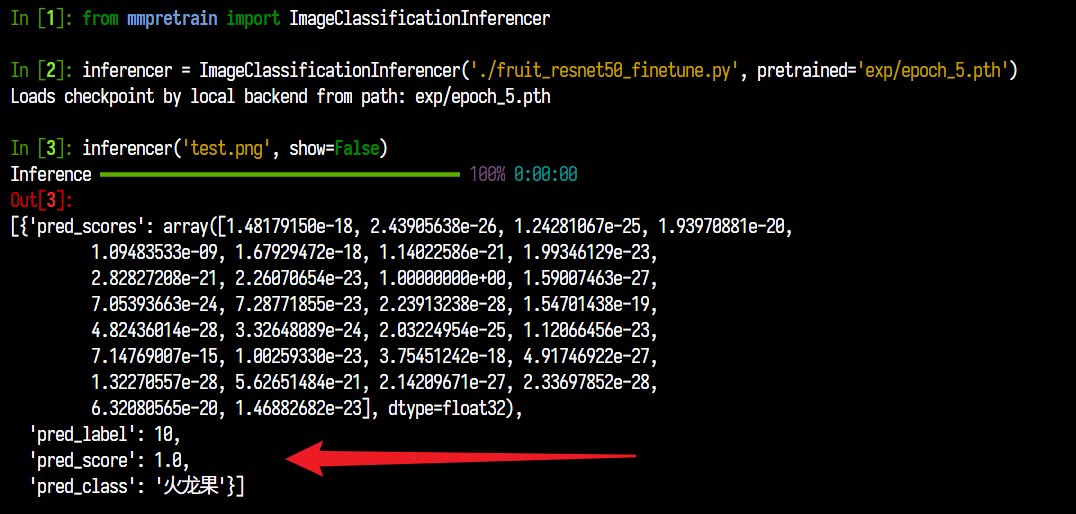 In [1]: from mmpretrain import ImageClassificationInferencer
In [2]: inferencer = ImageClassificationInferencer('./fruit_resnet50_finetune.py', pretrained='exp/epoch_5.pth')
Loads checkpoint by local backend from path: exp/epoch_5.pth
In [3]: inferencer('test.png', show=False)
Inference 100% 0:00:00
Out[3]:
[{'pred_scores': array([1.48179150e-18, 2.43905638e-26, 1.24281067e-25, 1.93970881e-20,
1.09483533e-09, 1.67929472e-18, 1.14022586e-21, 1.99346129e-23,
2.82827208e-21, 2.26070654e-23, 1.00000000e+00, 1.59007463e-27,
7.05393663e-24, 7.28771855e-23, 2.23913238e-28, 1.54701438e-19,
4.82436014e-28, 3.32648089e-24, 2.03224954e-25, 1.12066456e-23,
7.14769007e-15, 1.00259330e-23, 3.75451242e-18, 4.91746922e-27,
1.32270557e-28, 5.62651484e-21, 2.14209671e-27, 2.33697852e-28,
6.32080565e-20, 1.46882682e-23], dtype=float32),
'pred_label': 10,
'pred_score': 1.0,
'pred_class': '火龙果'}]